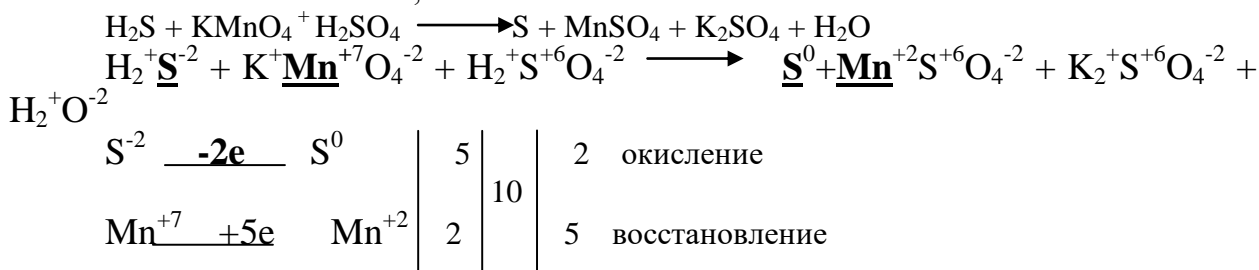 H₂S + KMnO₄ ⁺ H₂SO₄ ⟶ S + MnSO₄ + K₂SO₄ + H₂O
H₂⁺S⁻² + K⁺Mn⁺⁷O₄⁻² + H₂⁺S⁺⁶O₄⁻² ⟶ S⁰+Mn⁺²S⁺⁶O₄⁻² + K₂⁺S⁺⁶O₄⁻² +
H₂⁺O⁻²
S⁻² -2e S⁰ | 5 | | 2 окисление
10
Mn⁺⁷ +5e Mn⁺² | 2 | | 5 восстановление